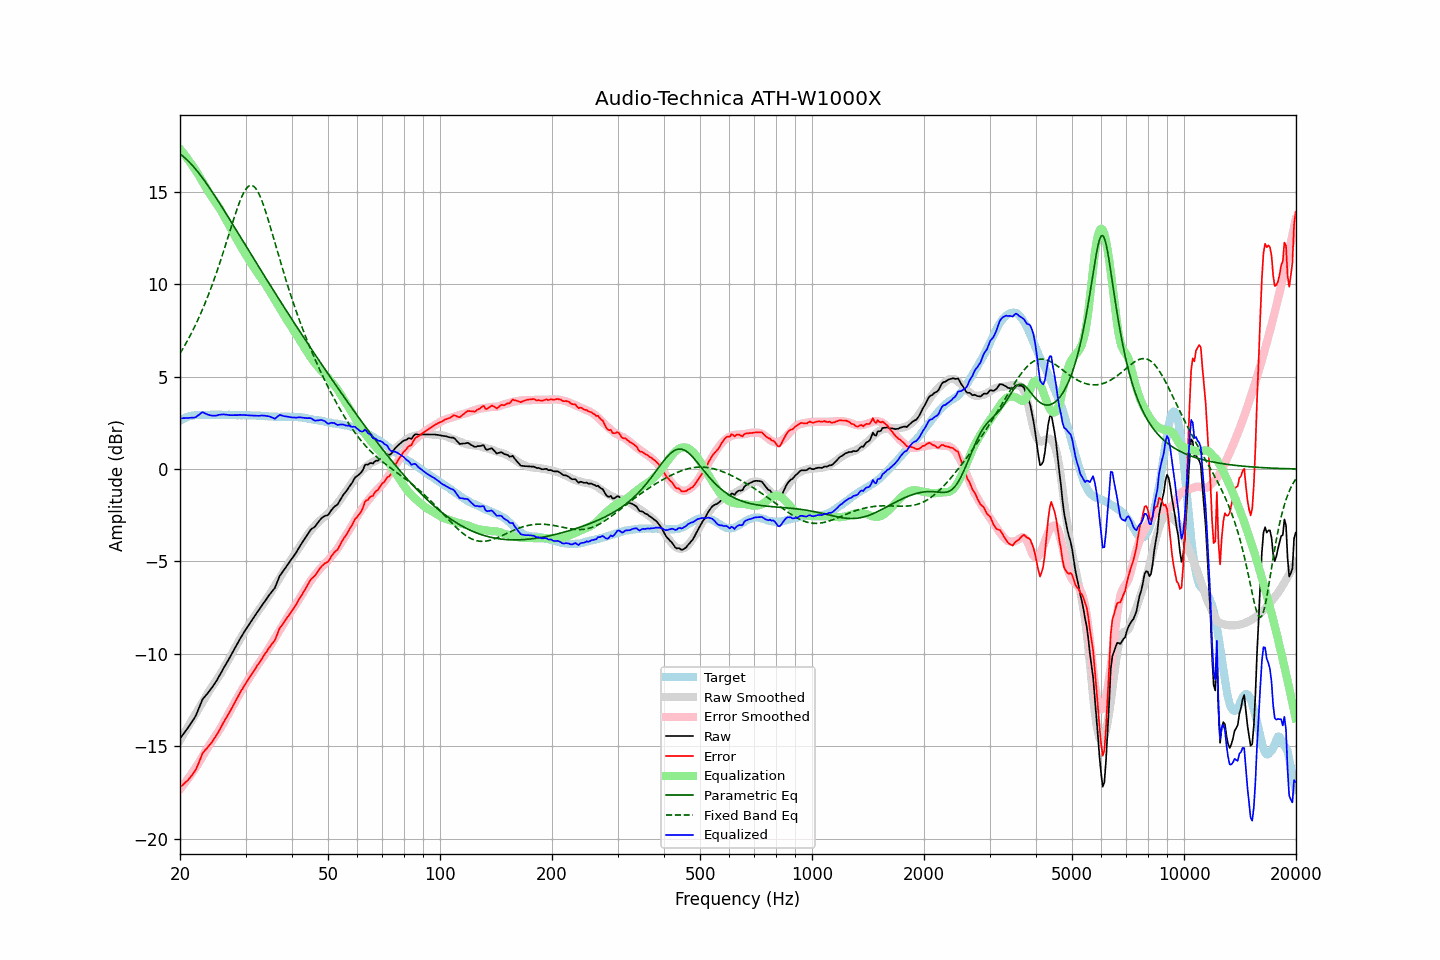 Audio-Technica ATH-W1000X
Amplitude (dBr)
15
10
5
0
−5
−10
−15
−20
Target
Raw Smoothed
Error Smoothed
Raw
Error
Equalization
Parametric Eq
Fixed Band Eq
Equalized
20 50 100 200 500 1000 2000 5000 10000 20000
Frequency (Hz)